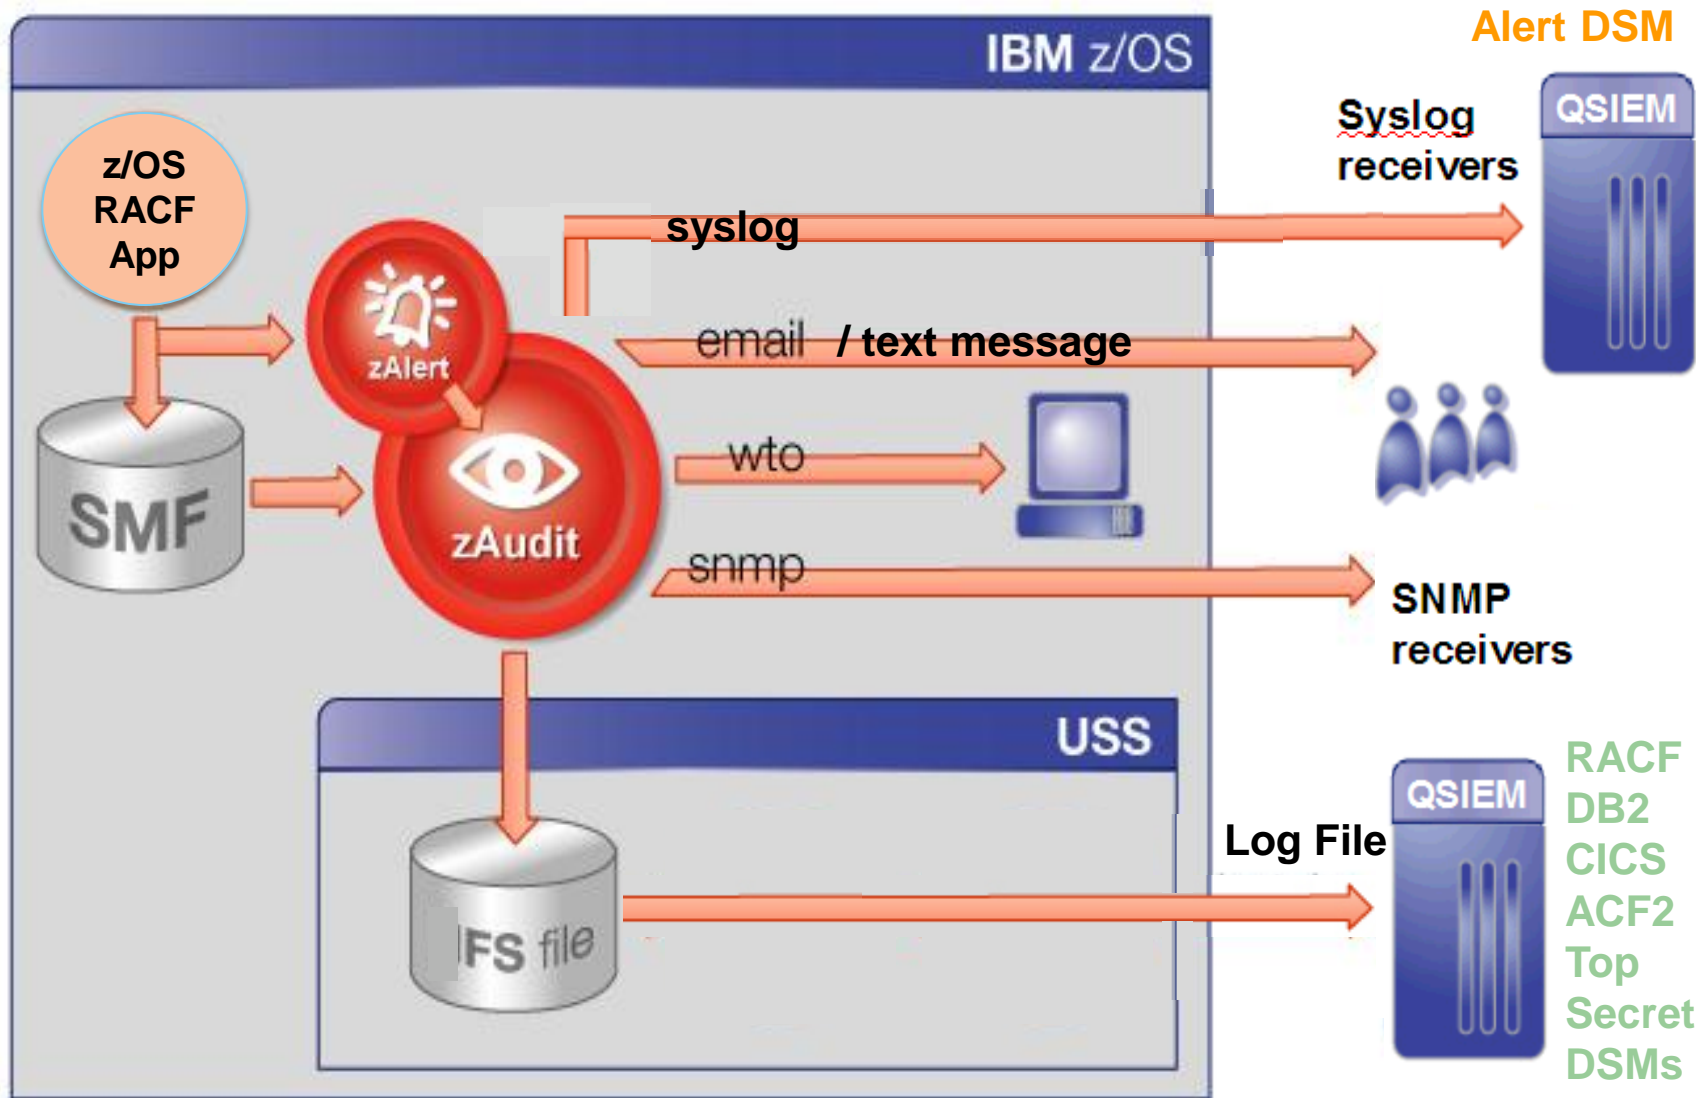 Alert DSM
IBM z/OS
QSIEM
Syslog
receivers
z/OS
RACF
App
syslog
zAlert
email / text message
wto
SMF
zAudit
snmp
SNMP
receivers
USS
QSIEM
RACF
DB2
CICS
ACF2
Top
Secret
DSMs
Log File
FS file